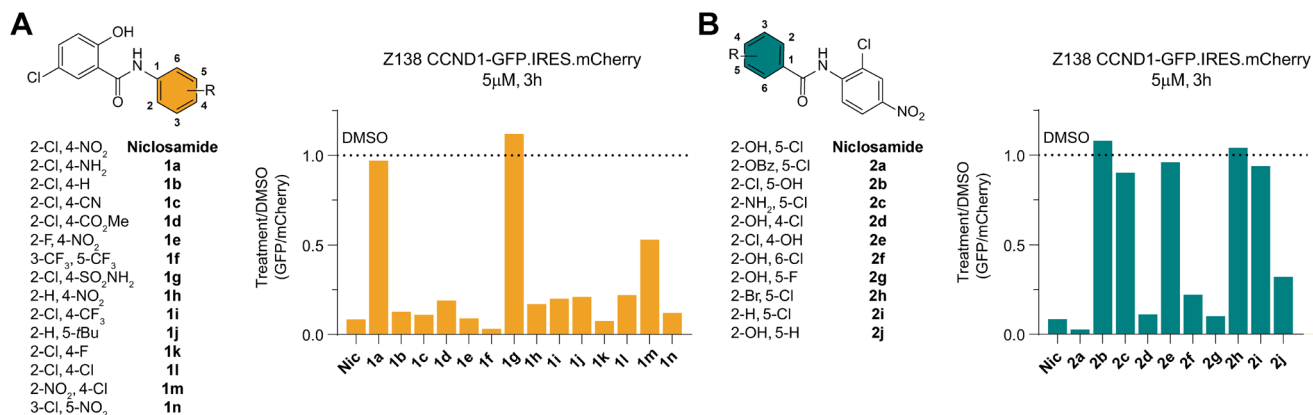 A
OH
Cl
O
H
N
1
6
5
R
4
2
3
2-Cl, 4-NO2 Niclosamide
2-Cl, 4-NH2 1a
2-Cl, 4-H 1b
2-Cl, 4-CN 1c
2-Cl, 4-CO2Me 1d
2-F, 4-NO2 1e
3-CF3, 5-CF3 1f
2-Cl, 4-SO2NH2 1g
2-H, 4-NO2 1h
2-Cl, 4-CF3 1i
2-H, 5-tBu 1j
2-Cl, 4-F 1k
2-Cl, 4-Cl 1l
2-NO2, 4-Cl 1m
3-Cl, 5-NO2 1n
Z138 CCND1-GFP.IRES.mCherry
5μM, 3h
Treatment/DMSO
(GFP/mCherry)
DMSO
1.0
0.5
0.0
Nic 1a 1b 1c 1d 1e 1f 1g 1h 1i 1j 1k 1l 1m 1n
B
3
4
2
R
5
1
6
O
H
N
Cl
NO2
2-OH, 5-Cl Niclosamide
2-OBz, 5-Cl 2a
2-Cl, 5-OH 2b
2-NH2, 5-Cl 2c
2-OH, 4-Cl 2d
2-Cl, 4-OH 2e
2-OH, 6-Cl 2f
2-OH, 5-F 2g
2-Br, 5-Cl 2h
2-H, 5-Cl 2i
2-OH, 5-H 2j
Z138 CCND1-GFP.IRES.mCherry
5μM, 3h
Treatment/DMSO
(GFP/mCherry)
DMSO
1.0
0.5
0.0
Nic 2a 2b 2c 2d 2e 2f 2g 2h 2i 2j